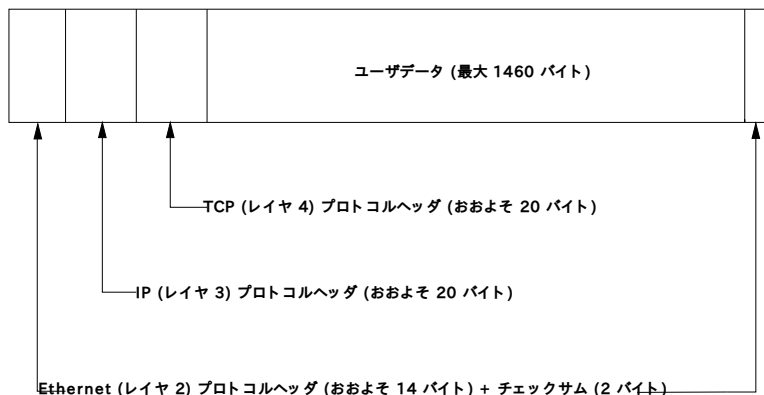 ユーザデータ (最大 1460 バイト)
TCP (レイヤ 4) プロトコルヘッダ (おおよそ 20 バイト)
IP (レイヤ 3) プロトコルヘッダ (おおよそ 20 バイト)
Ethernet (レイヤ 2) プロトコルヘッダ (おおよそ 14 バイト) + チェックサム (2 バイト)